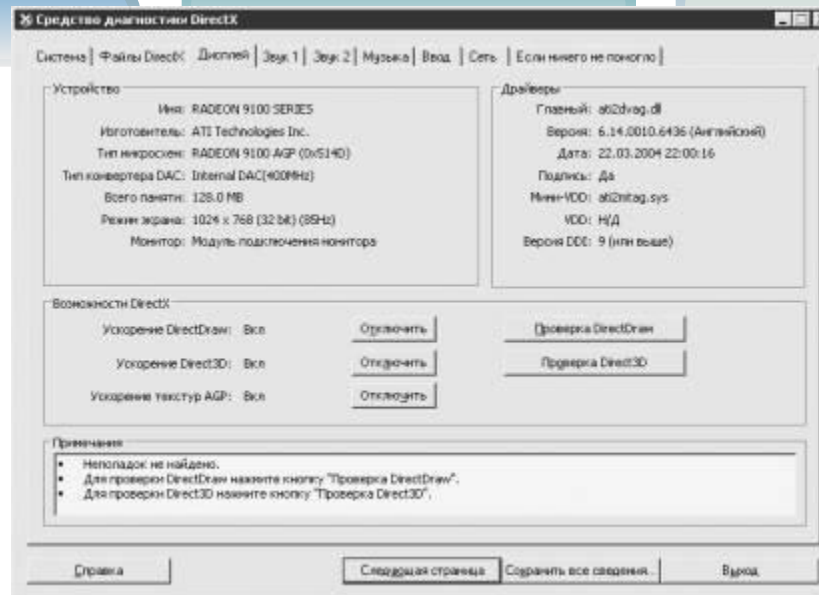 Средство диагностики DirectX
Система Файлы DirectX Дисплей Звук 1 Звук 2 Музыка Ввод Сеть Если ничего не помогло
Устройство
Имя: RADEON 9100 SERIES
Изготовитель: ATI Technologies Inc.
Тип микросхем: RADEON 9100 AGP (0x514D)
Тип конвертера DAC: Internal DAC(400MHz)
Всего памяти: 128.0 MB
Режим экрана: 1024 x 768 (32 bit) (85Hz)
Монитор: Модуль подключения монитора
Драйверы
Главный: ati2dvag.dll
Версия: 6.14.0010.6436 (Английский)
Дата: 22.03.2004 22:00:16
Подпись: Да
Мини-VDD: ati2mtag.sys
VDD: Н/Д
Версия DDI: 9 (или выше)
Возможности DirectX
Ускорение DirectDraw: Вкл Отключить Проверка DirectDraw
Ускорение Direct3D: Вкл Отключить Проверка Direct3D
Ускорение текстур AGP: Вкл Отключить
Примечания
• Неполадок не найдено.
• Для проверки DirectDraw нажмите кнопку "Проверка DirectDraw".
• Для проверки Direct3D нажмите кнопку "Проверка Direct3D".
Справка Следующая страница Сохранить все сведения... Выход